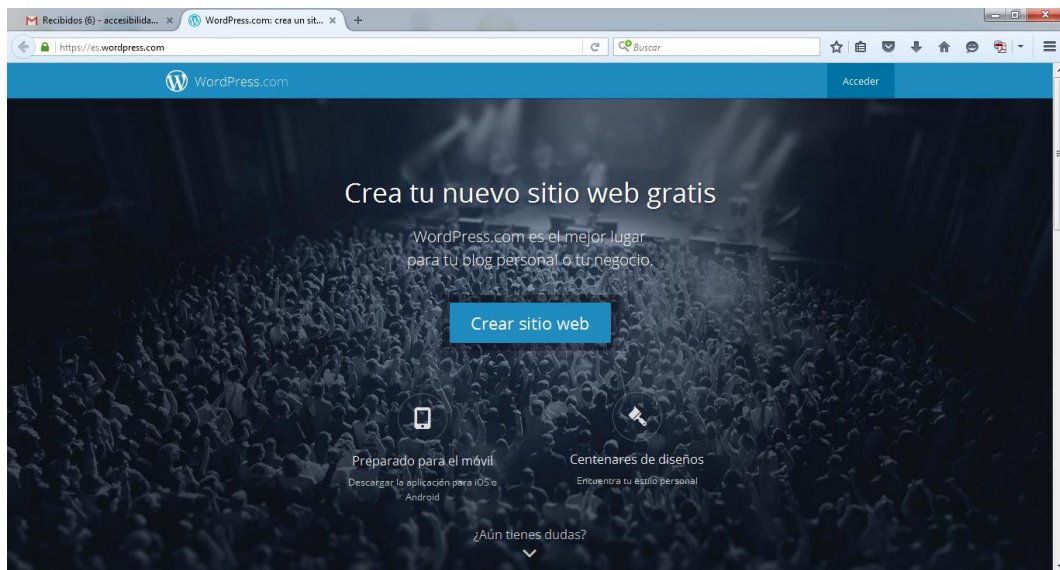 Recibidos (6) - accesibilida...
WordPress.com: crea un sit...
https://es.wordpress.com
Buscar
WordPress.com
Acceder
Crea tu nuevo sitio web gratis
WordPress.com es el mejor lugar
para tu blog personal o tu negocio.
Crear sitio web
Preparado para el móvil
Descargar la aplicación para iOS o
Android
Centenares de diseños
Encuentra tu estilo personal
¿Aún tienes dudas?